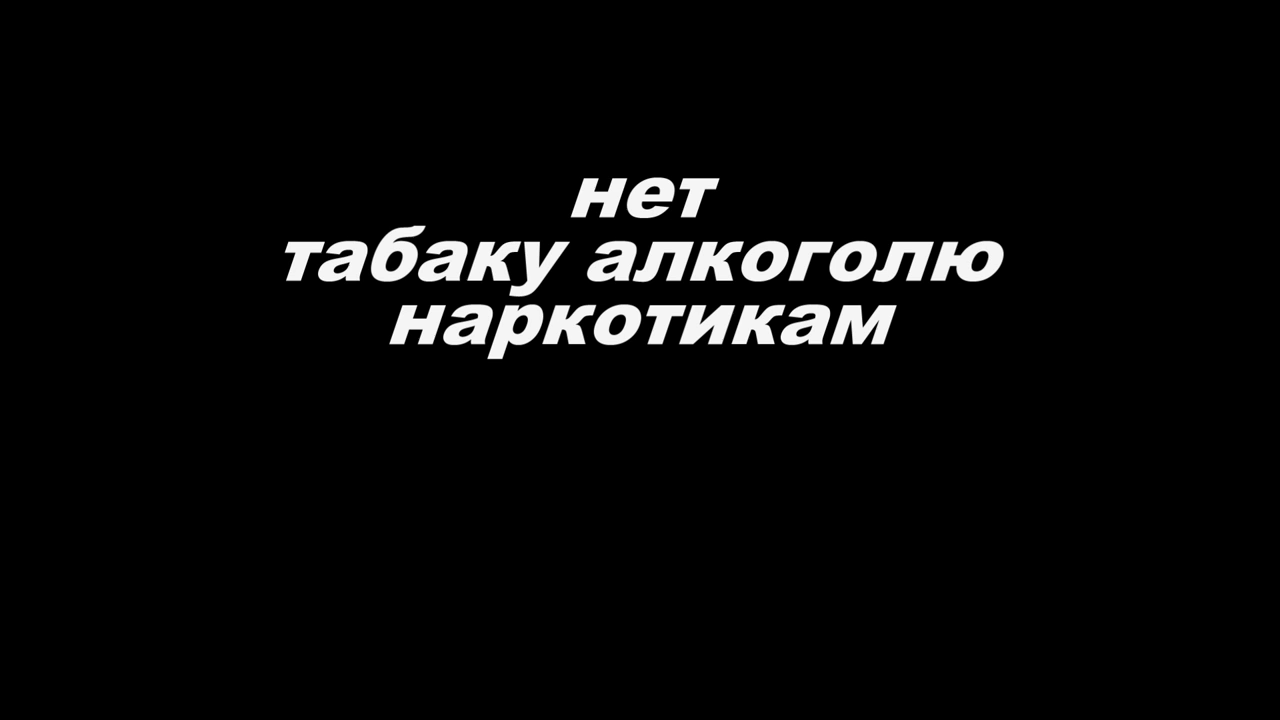 нет
табаку алкоголю
наркотикам